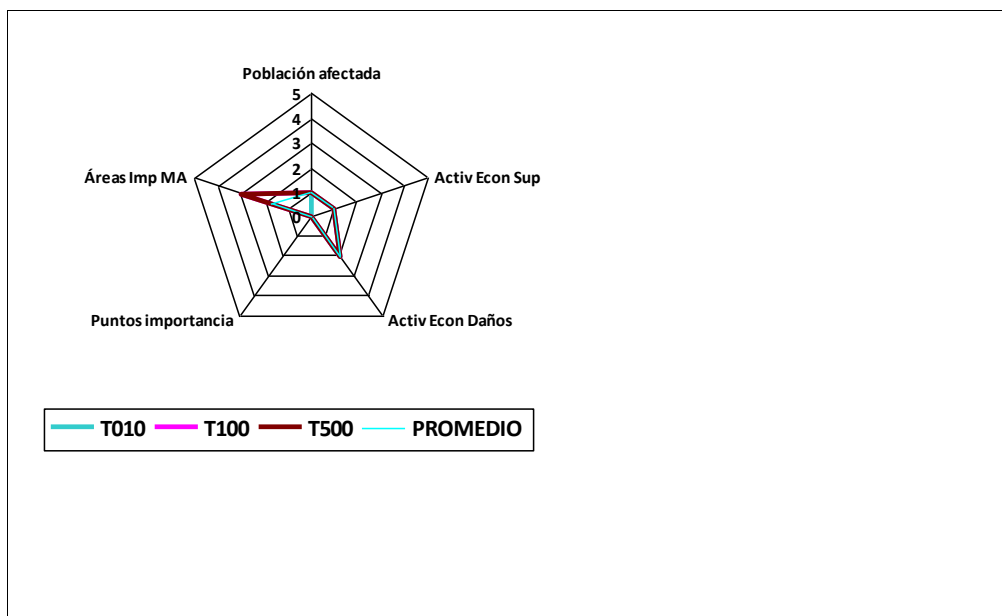 Población afectada
5
4
3
2
1
0
Áreas Imp MA
Activ Econ Sup
Puntos importancia
Activ Econ Daños
T010 T100 T500 PROMEDIO